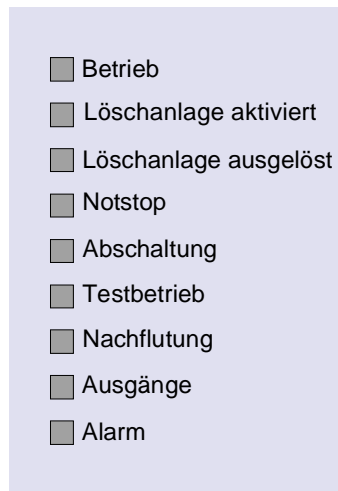 Betrieb
Löschanlage aktiviert
Löschanlage ausgelöst
Notstop
Abschaltung
Testbetrieb
Nachflutung
Ausgänge
Alarm